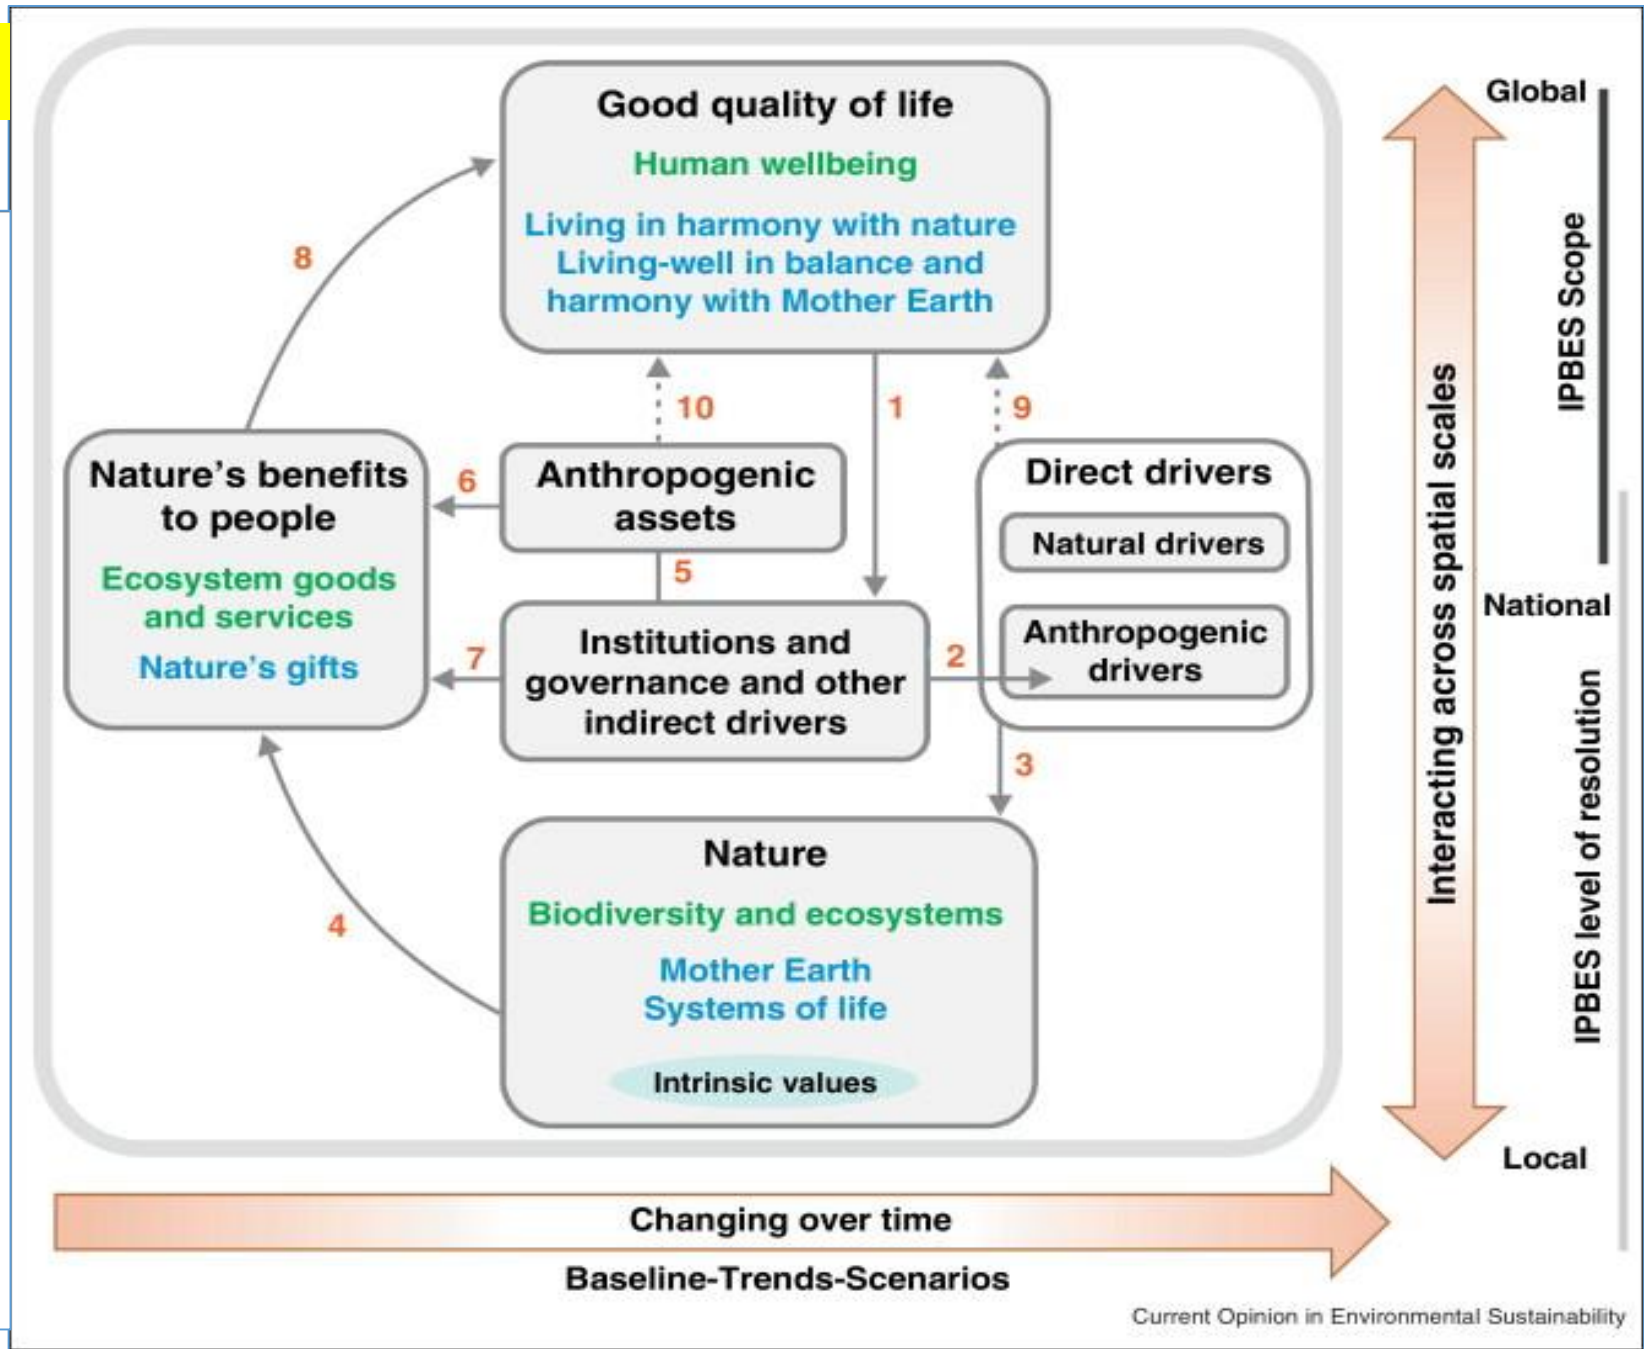 Good quality of life
Human wellbeing
Living in harmony with nature
Living-well in balance and
harmony with Mother Earth
8
10
1
9
Nature's benefits
to people
Ecosystem goods
and services
Nature's gifts
6
Anthropogenic
assets
5
Direct drivers
Natural drivers
Anthropogenic
drivers
7
Institutions and
governance and other
indirect drivers
2
3
4
Nature
Biodiversity and ecosystems
Mother Earth
Systems of life
Intrinsic values
Changing over time
Baseline-Trends-Scenarios
Interacting across spatial scales
Global
National
Local
IPBES Scope
IPBES level of resolution
Current Opinion in Environmental Sustainability